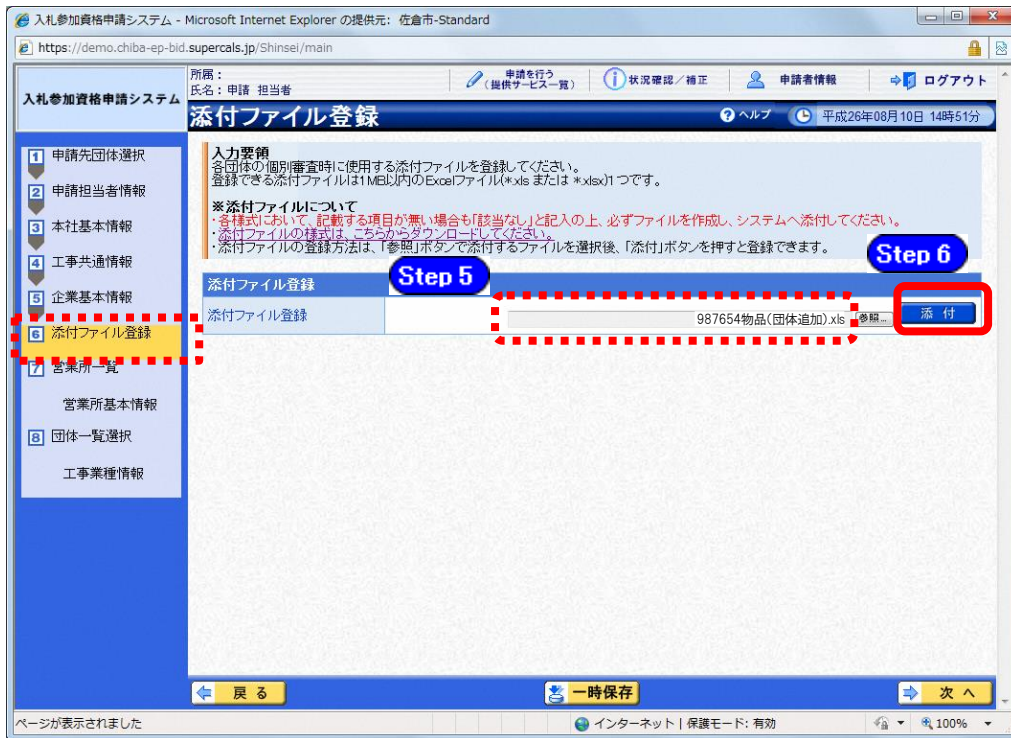 入札参加資格申請システム - Microsoft Internet Explorer の提供元: 佐倉市-Standard
https://demo.chiba-ep-bid.supercals.jp/Shinsei/main
入札参加資格申請システム
所属：
氏名：申請 担当者
申請を行う
(提供サービス一覧)
状況確認／補正
申請者情報
ログアウト
添付ファイル登録
ヘルプ
平成26年08月10日 14時51分
1 申請先団体選択
2 申請担当者情報
3 本社基本情報
4 工事共通情報
5 企業基本情報
6 添付ファイル登録
7 営業所一覧
営業所基本情報
8 団体一覧選択
工事業種情報
入力要領
各団体の個別審査時に使用する添付ファイルを登録してください。
登録できる添付ファイルは1MB以内のExcelファイル(*.xls または *.xlsx)1つです。
※添付ファイルについて
・各様式において、記載する項目が無い場合も「該当なし」と記入の上、必ずファイルを作成し、システムへ添付してください。
・添付ファイルの様式は、こちらからダウンロードしてください。
・添付ファイルの登録方法は、「参照」ボタンで添付するファイルを選択後、「添付」ボタンを押すと登録できます。
Step 5
Step 6
添付ファイル登録
添付ファイル登録
987654物品(団体追加).xls
参照...
添 付
戻 る
一時保存
次 へ
ページが表示されました
インターネット | 保護モード: 有効
100%